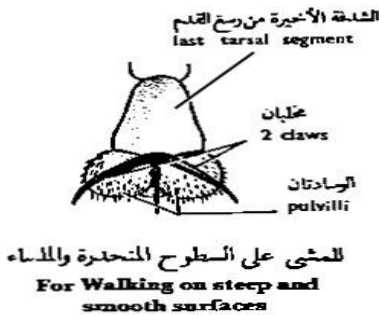 الشدفة الأخيرة من رسغ القدم
last tarsal segment
مخلبان
2 claws
الوسادتان
pulvilli
للمشى على السطوح المنحدرة والملساء
For Walking on steep and
smooth surfaces